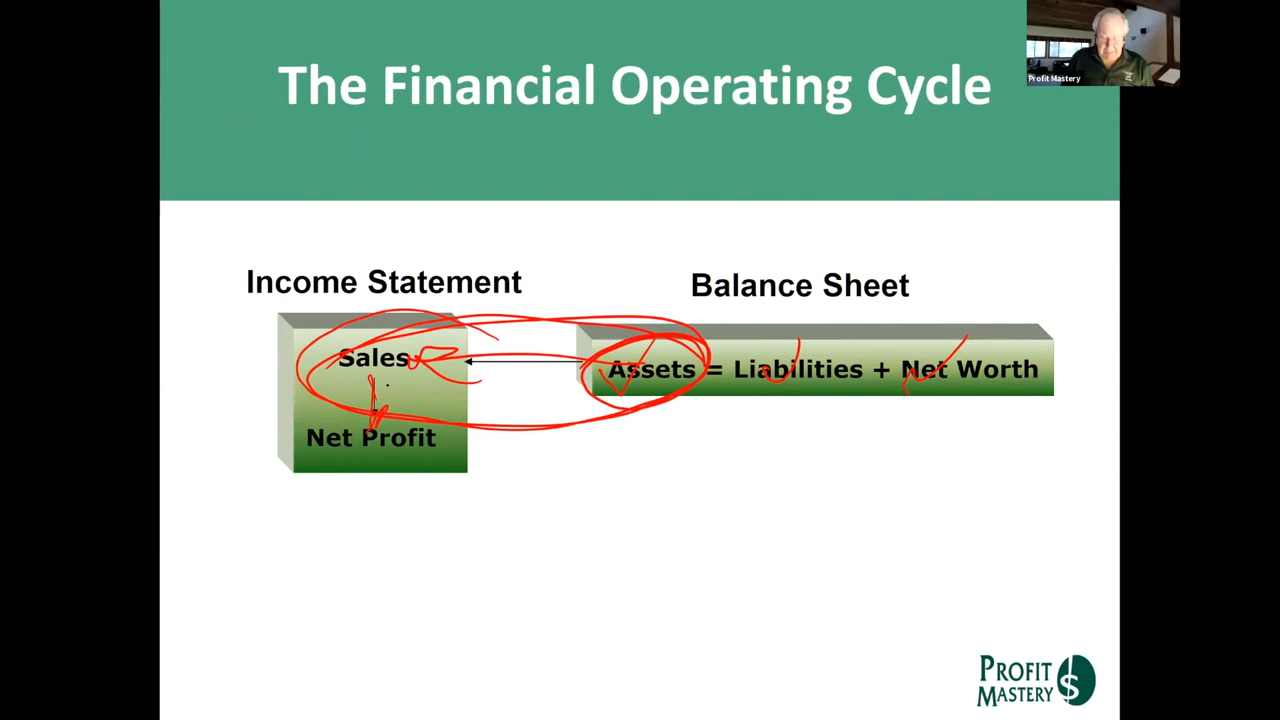 The Financial Operating Cycle
Profit Mastery
Income Statement
Balance Sheet
Sales
Net Profit
Assets = Liabilities + Net Worth
PROFIT
MASTERY